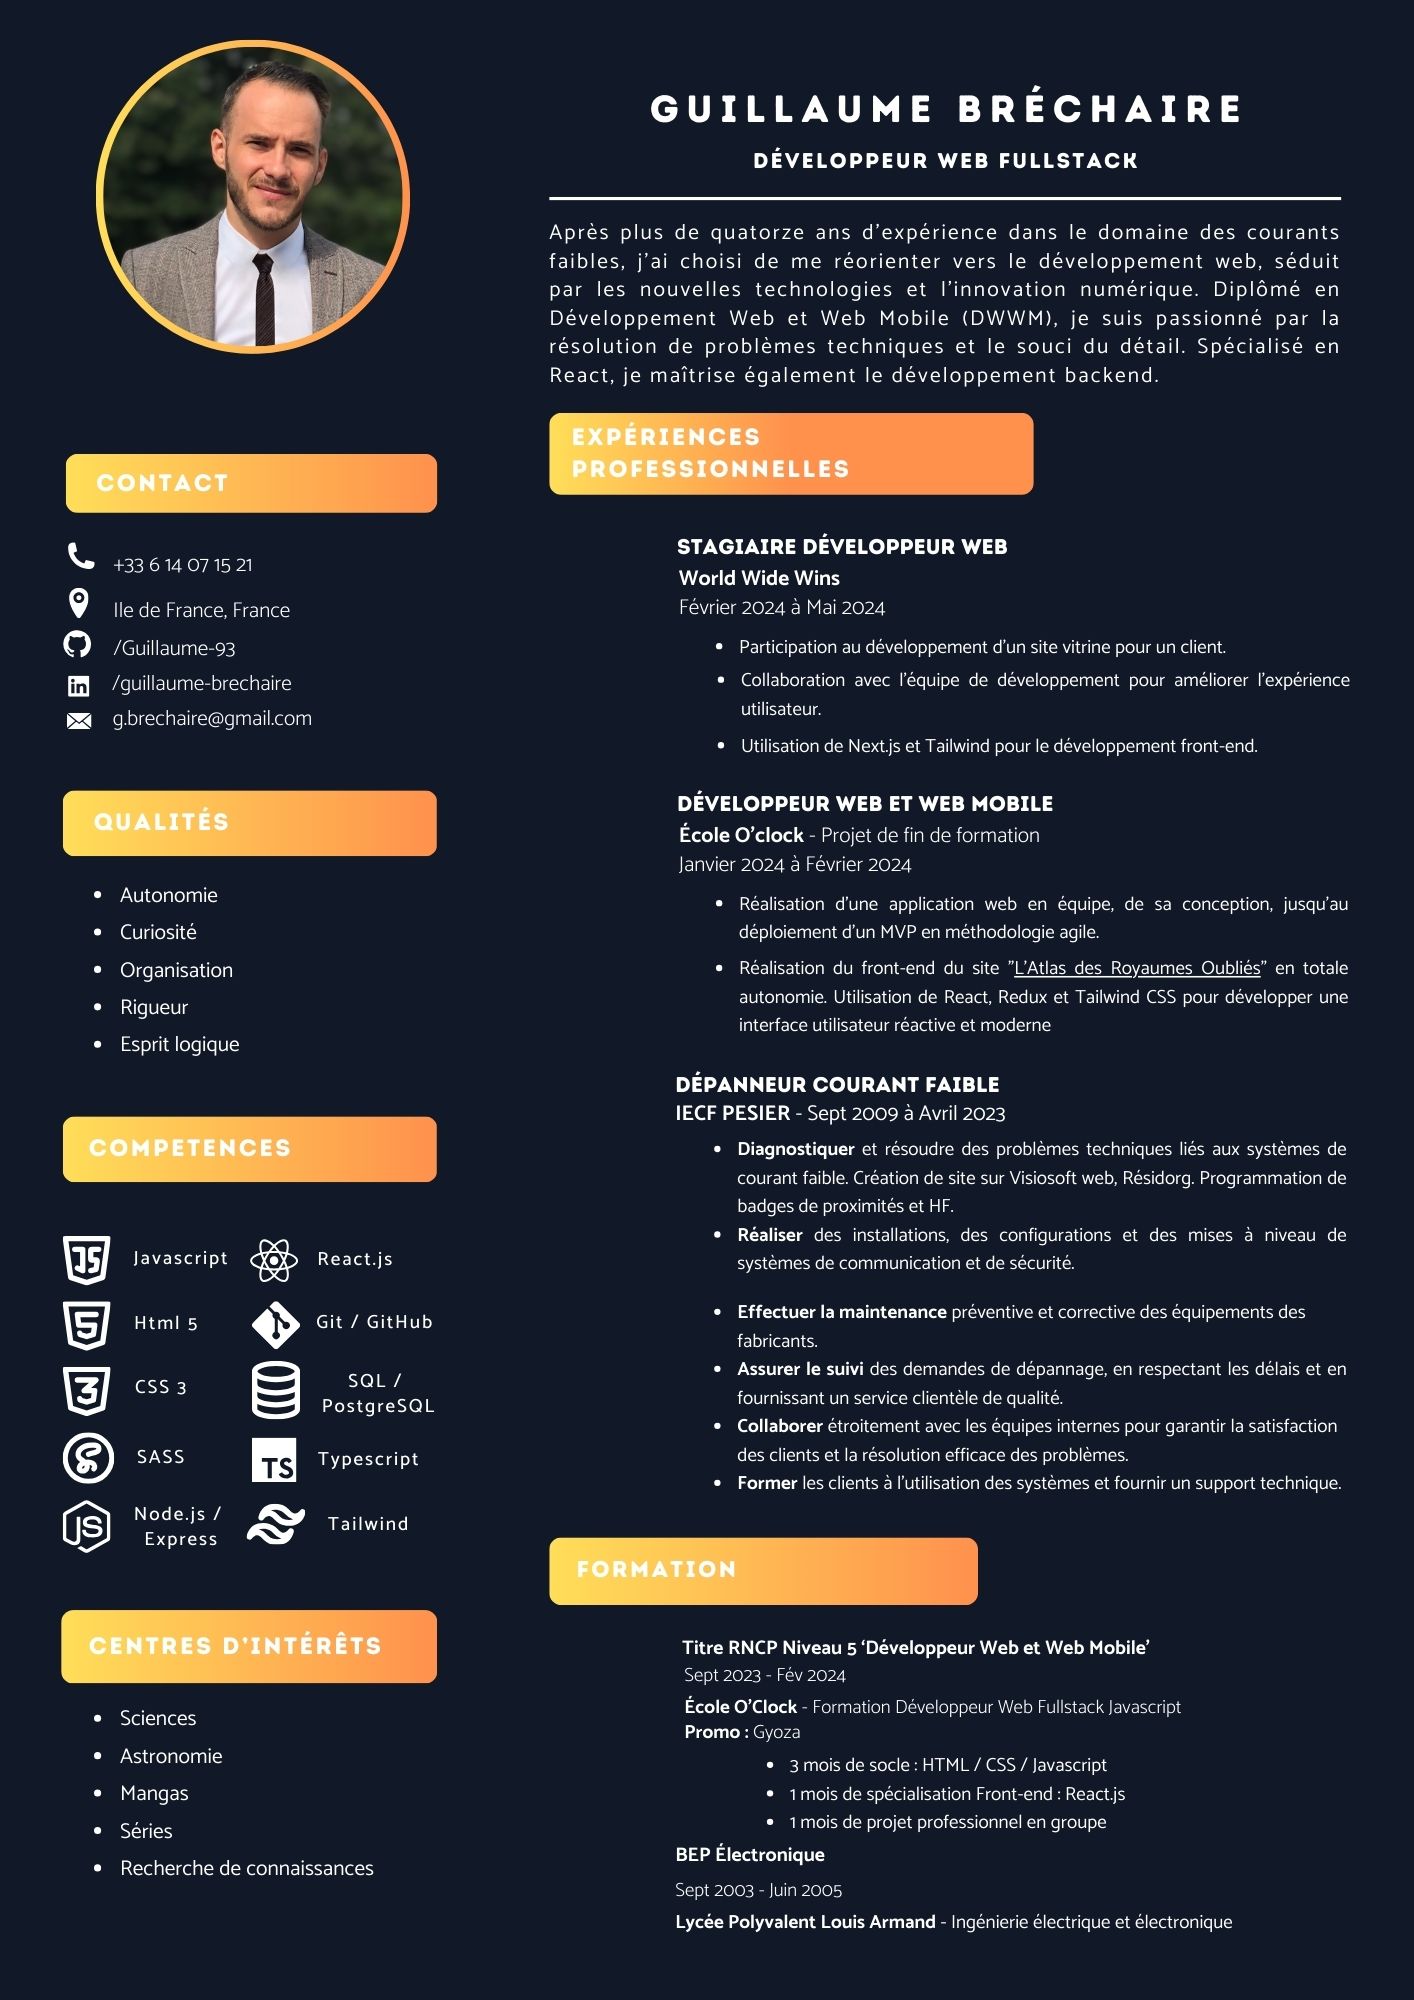 GUILLAUME BRÉCHAIRE
DÉVELOPPEUR WEB FULLSTACK
Après plus de quatorze ans d'expérience dans le domaine des courants
faibles, j'ai choisi de me réorienter vers le développement web, séduit
par les nouvelles technologies et l'innovation numérique. Diplômé en
Développement Web et Web Mobile (DWWM), je suis passionné par la
résolution de problèmes techniques et le souci du détail. Spécialisé en
React, je maîtrise également le développement backend.
CONTACT
+33 6 14 07 15 21
Ile de France, France
/Guillaume-93
/guillaume-brechaire
g.brechaire@gmail.com
QUALITÉS
• Autonomie
• Curiosité
• Organisation
• Rigueur
• Esprit logique
COMPETENCES
JS Javascript
React.js
5 Html 5
Git / GitHub
3 CSS 3
SQL /
PostgreSQL
SASS
TS Typescript
JS Node.js /
Express
Tailwind
CENTRES D'INTÉRÊTS
• Sciences
• Astronomie
• Mangas
• Séries
• Recherche de connaissances
EXPÉRIENCES
PROFESSIONNELLES
STAGIAIRE DÉVELOPPEUR WEB
World Wide Wins
Février 2024 à Mai 2024
• Participation au développement d'un site vitrine pour un client.
• Collaboration avec l'équipe de développement pour améliorer l'expérience
utilisateur.
• Utilisation de Next.js et Tailwind pour le développement front-end.
DÉVELOPPEUR WEB ET WEB MOBILE
École O'clock - Projet de fin de formation
Janvier 2024 à Février 2024
• Réalisation d'une application web en équipe, de sa conception, jusqu'au
déploiement d'un MVP en méthodologie agile.
• Réalisation du front-end du site "L'Atlas des Royaumes Oubliés" en totale
autonomie. Utilisation de React, Redux et Tailwind CSS pour développer une
interface utilisateur réactive et moderne
DÉPANNEUR COURANT FAIBLE
IECF PESIER - Sept 2009 à Avril 2023
• Diagnostiquer et résoudre des problèmes techniques liés aux systèmes de
courant faible. Création de site sur Visiosoft web, Résidorg. Programmation de
badges de proximités et HF.
• Réaliser des installations, des configurations et des mises à niveau de
systèmes de communication et de sécurité.
• Effectuer la maintenance préventive et corrective des équipements des
fabricants.
• Assurer le suivi des demandes de dépannage, en respectant les délais et en
fournissant un service clientèle de qualité.
• Collaborer étroitement avec les équipes internes pour garantir la satisfaction
des clients et la résolution efficace des problèmes.
• Former les clients à l'utilisation des systèmes et fournir un support technique.
FORMATION
Titre RNCP Niveau 5 'Développeur Web et Web Mobile'
Sept 2023 - Fév 2024
École O'Clock - Formation Développeur Web Fullstack Javascript
Promo : Gyoza
• 3 mois de socle : HTML / CSS / Javascript
• 1 mois de spécialisation Front-end : React.js
• 1 mois de projet professionnel en groupe
BEP Électronique
Sept 2003 - Juin 2005
Lycée Polyvalent Louis Armand - Ingénierie électrique et électronique